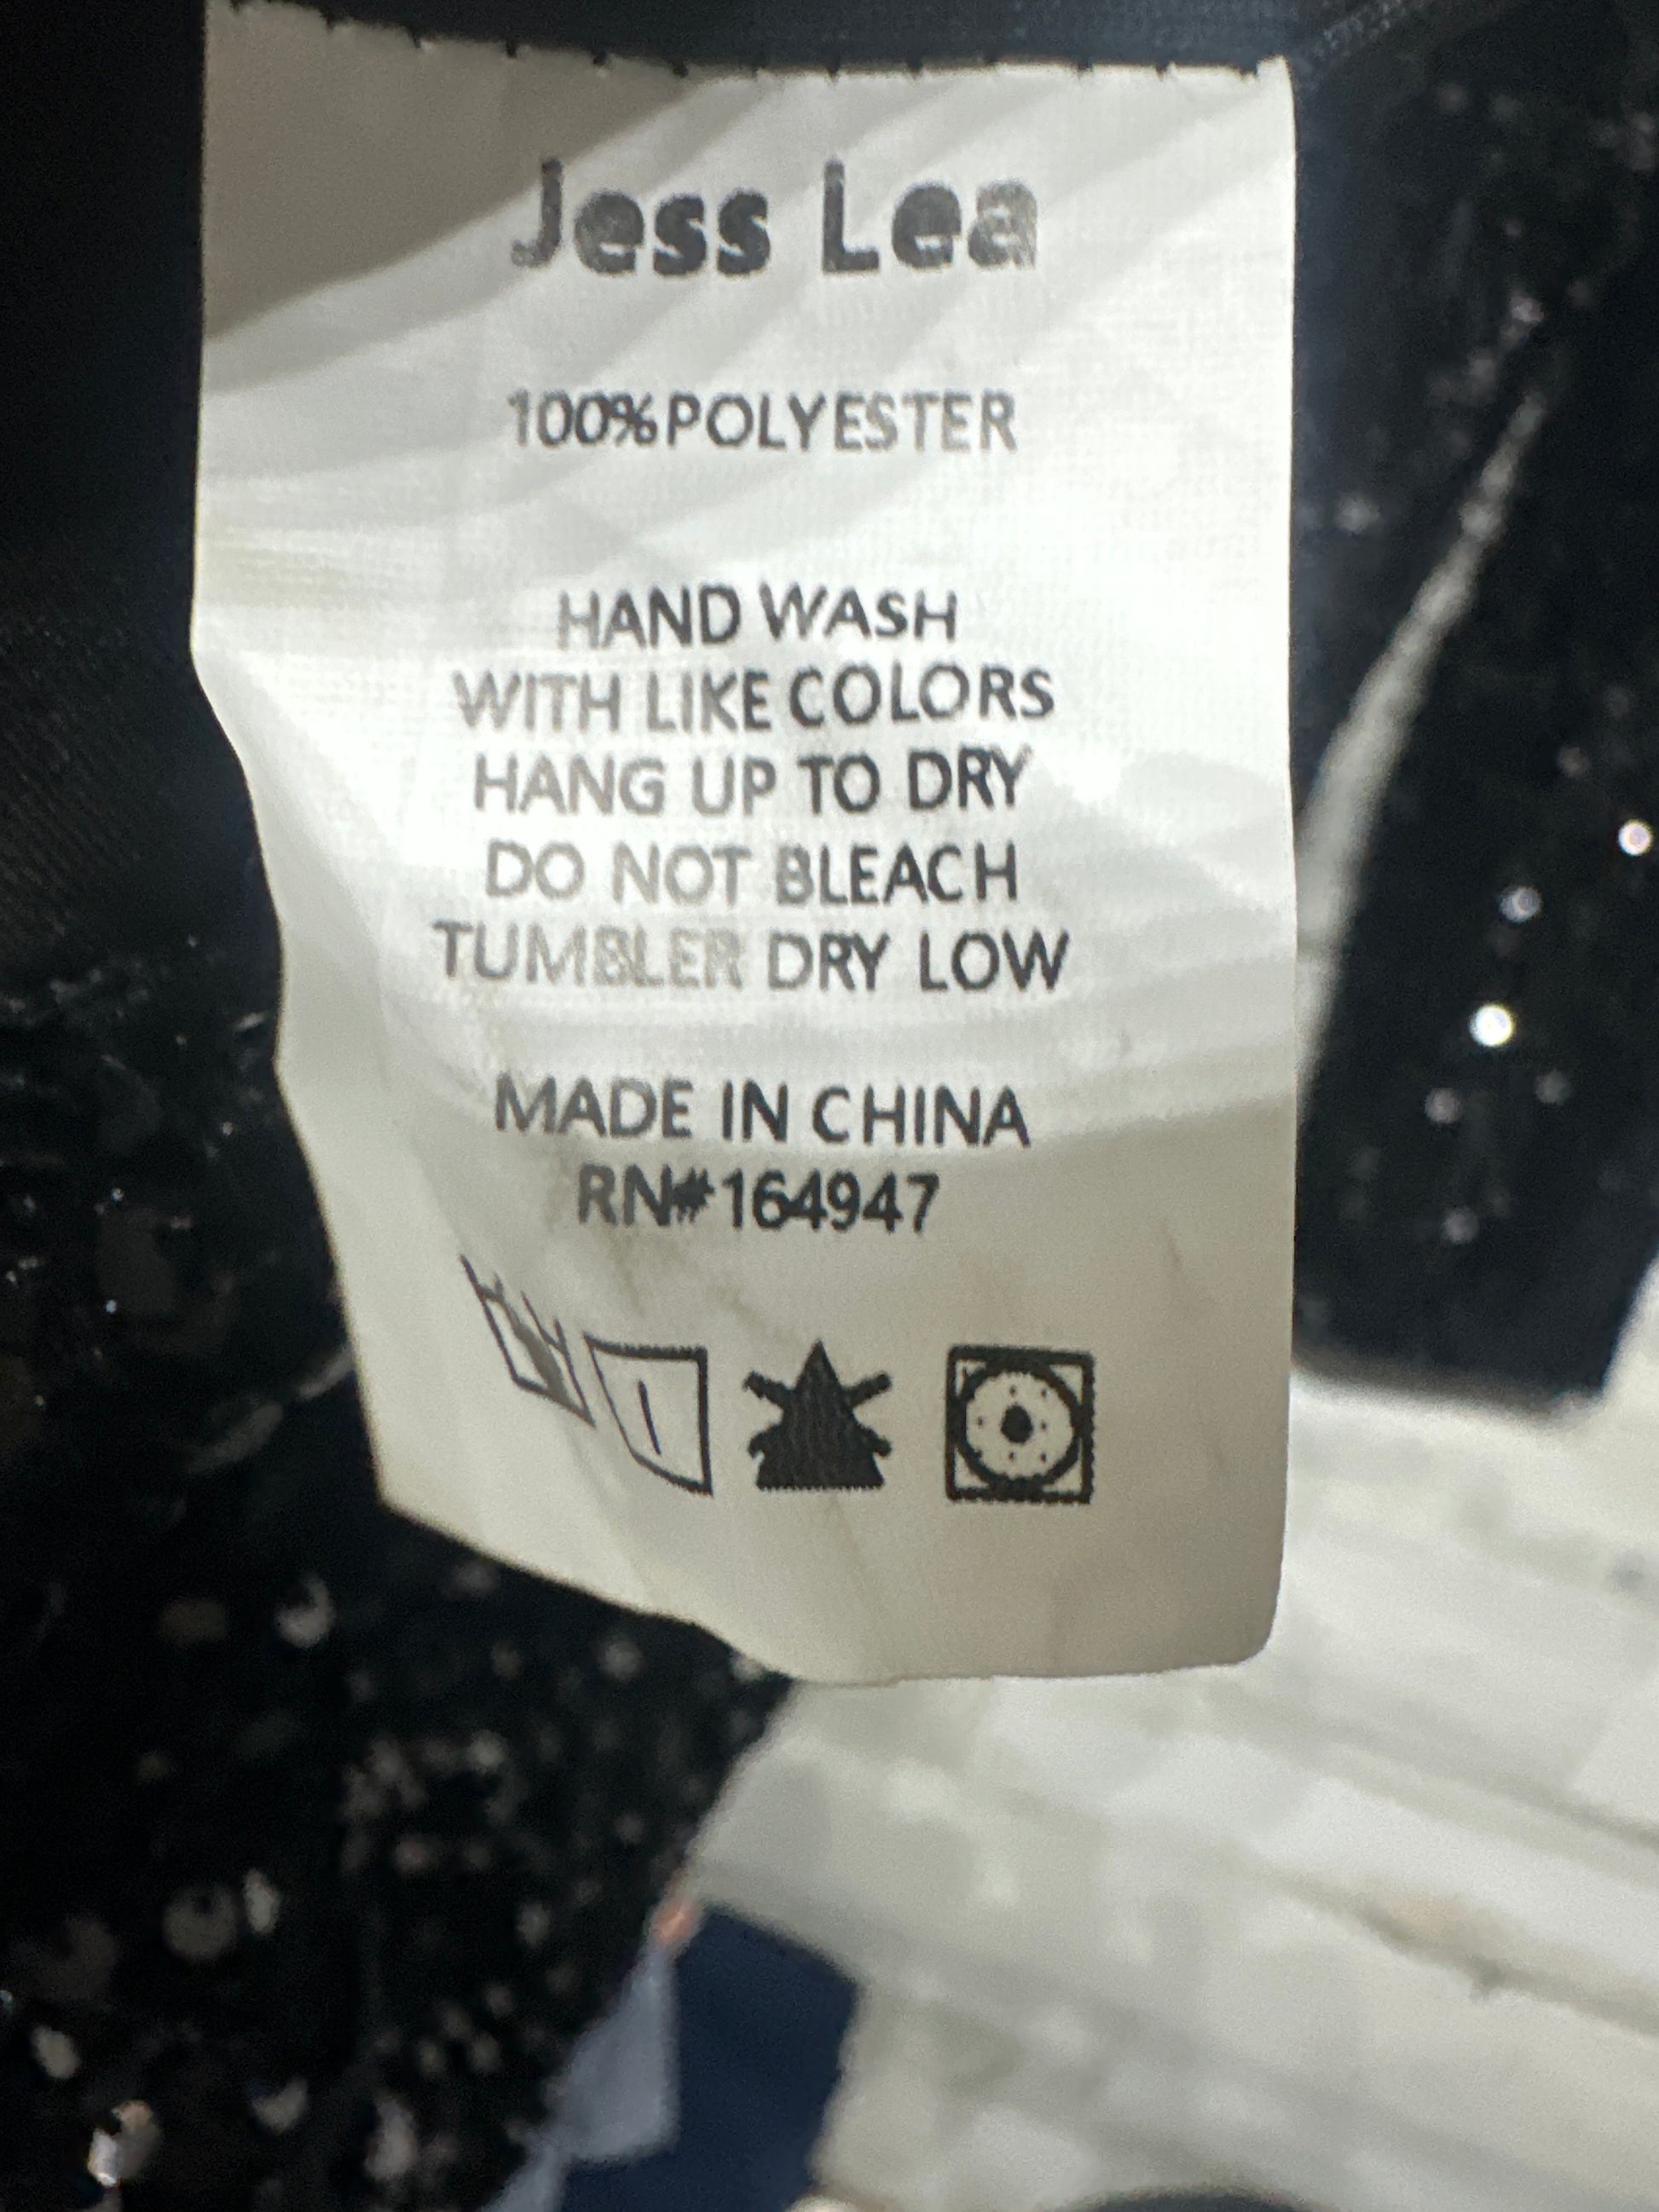 Jess Lea
100%POLYESTER
HAND WASH
WITH LIKE COLORS
HANG UP TO DRY
DO NOT BLEACH
TUMBLER DRY LOW
MADE IN CHINA
RN#164947